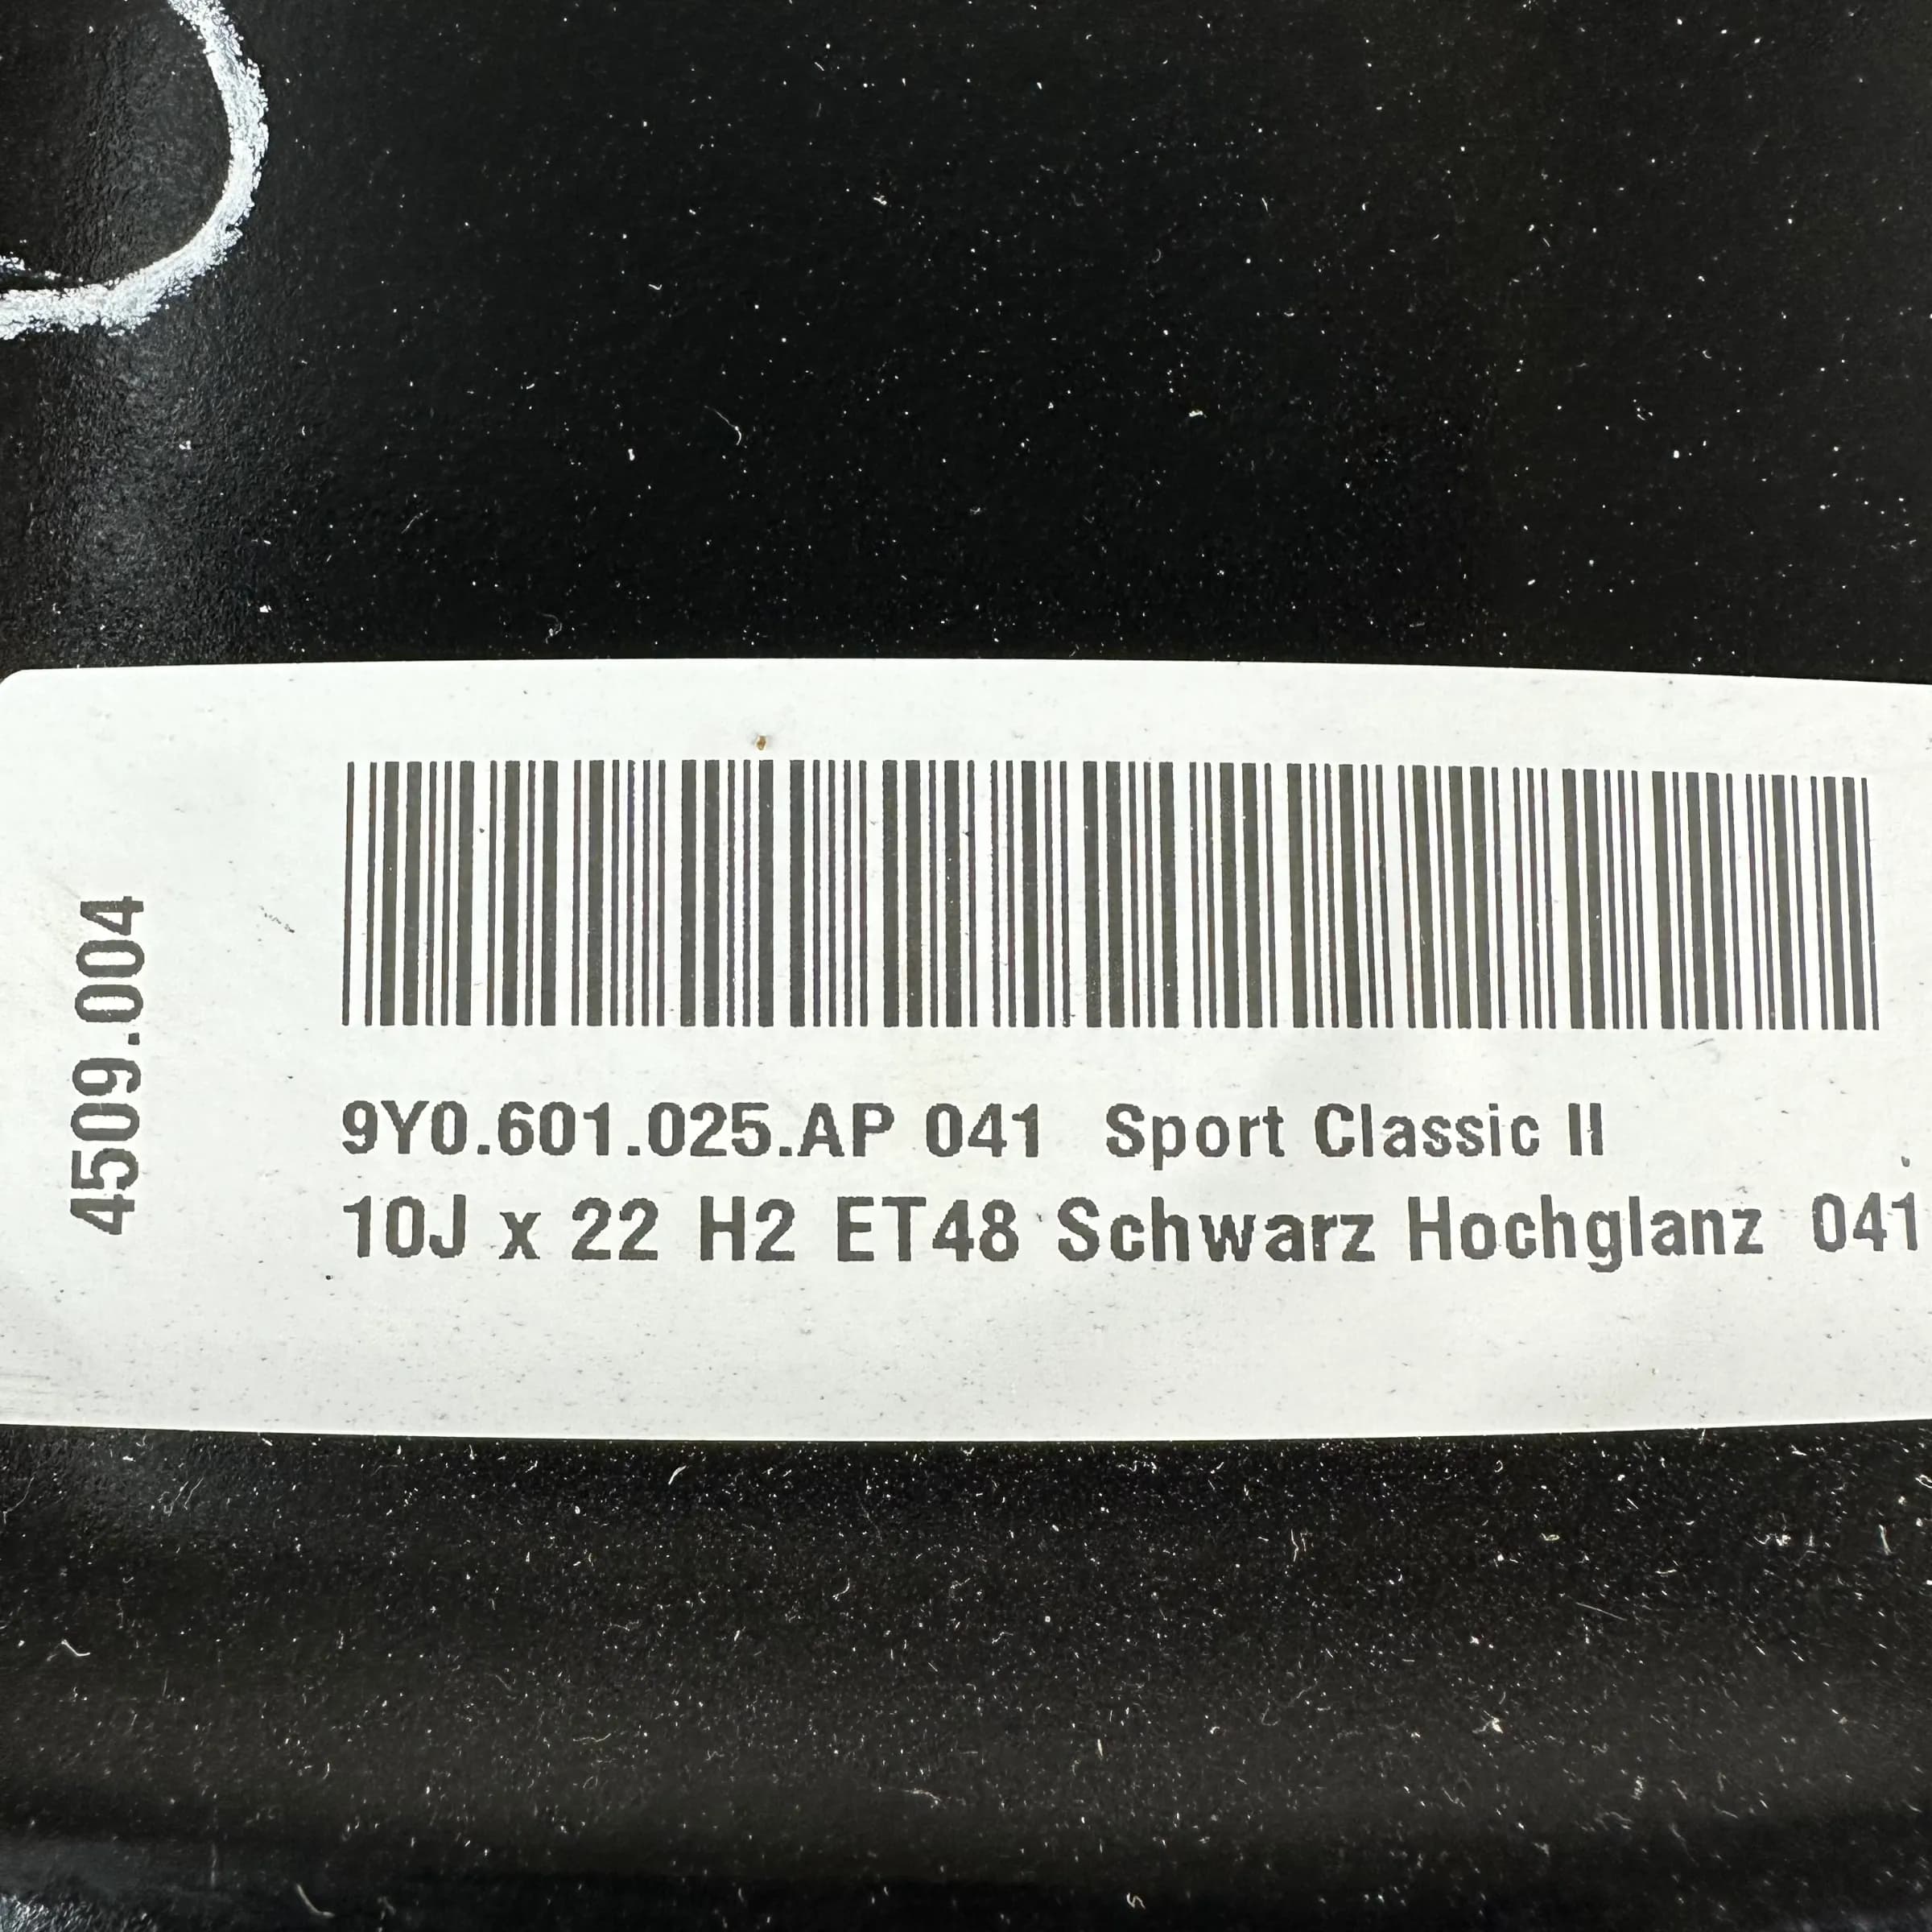 4509.004
9Y0.601.025.AP 041 Sport Classic II
10J x 22 H2 ET48 Schwarz Hochglanz 041